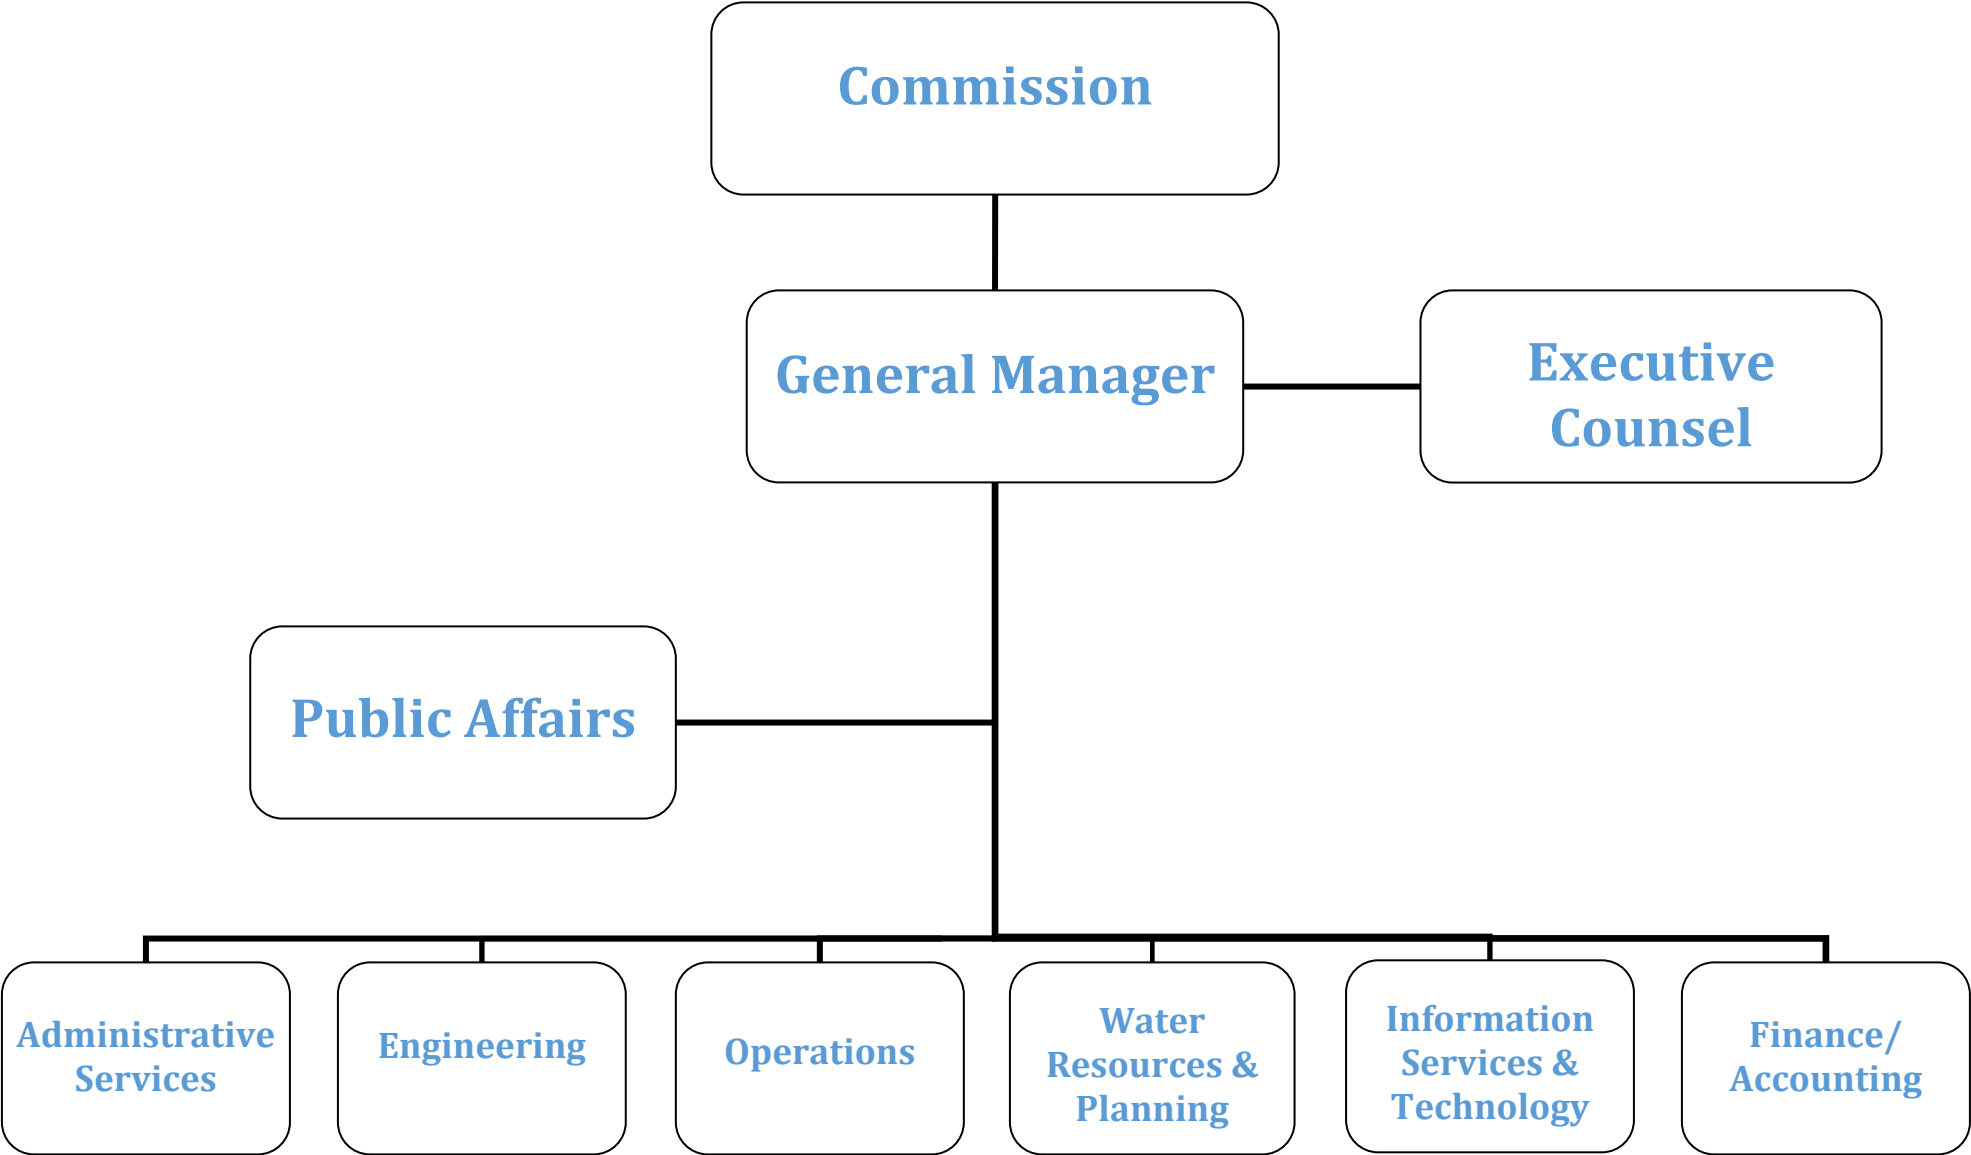 Commission
General Manager
Executive
Counsel
Public Affairs
Administrative
Services
Engineering
Operations
Water
Resources &
Planning
Information
Services &
Technology
Finance/
Accounting